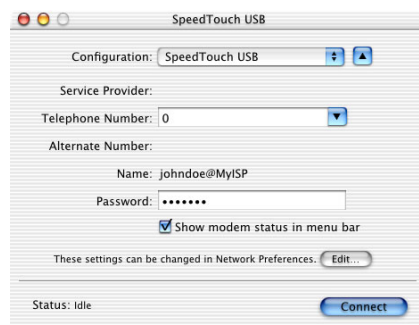 SpeedTouch USB
Configuration: SpeedTouch USB
Service Provider:
Telephone Number: 0
Alternate Number:
Name: johndoe@MyISP
Password: •••••••
Show modem status in menu bar
These settings can be changed in Network Preferences. Edit...
Status: Idle Connect